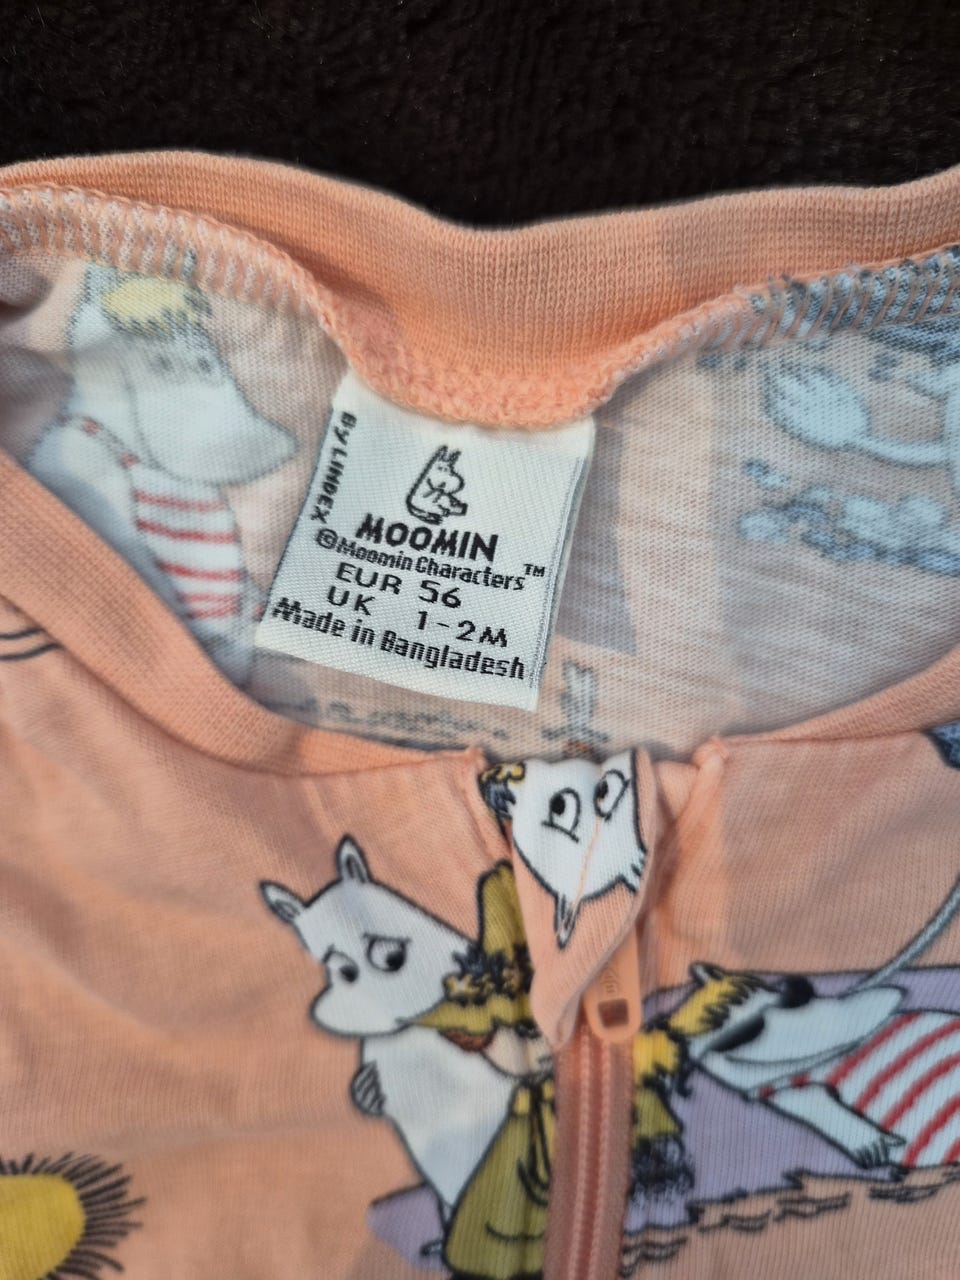 By LINDEX
MOOMIN
©Moomin Characters™
EUR 56
UK 1-2M
Made in Bangladesh